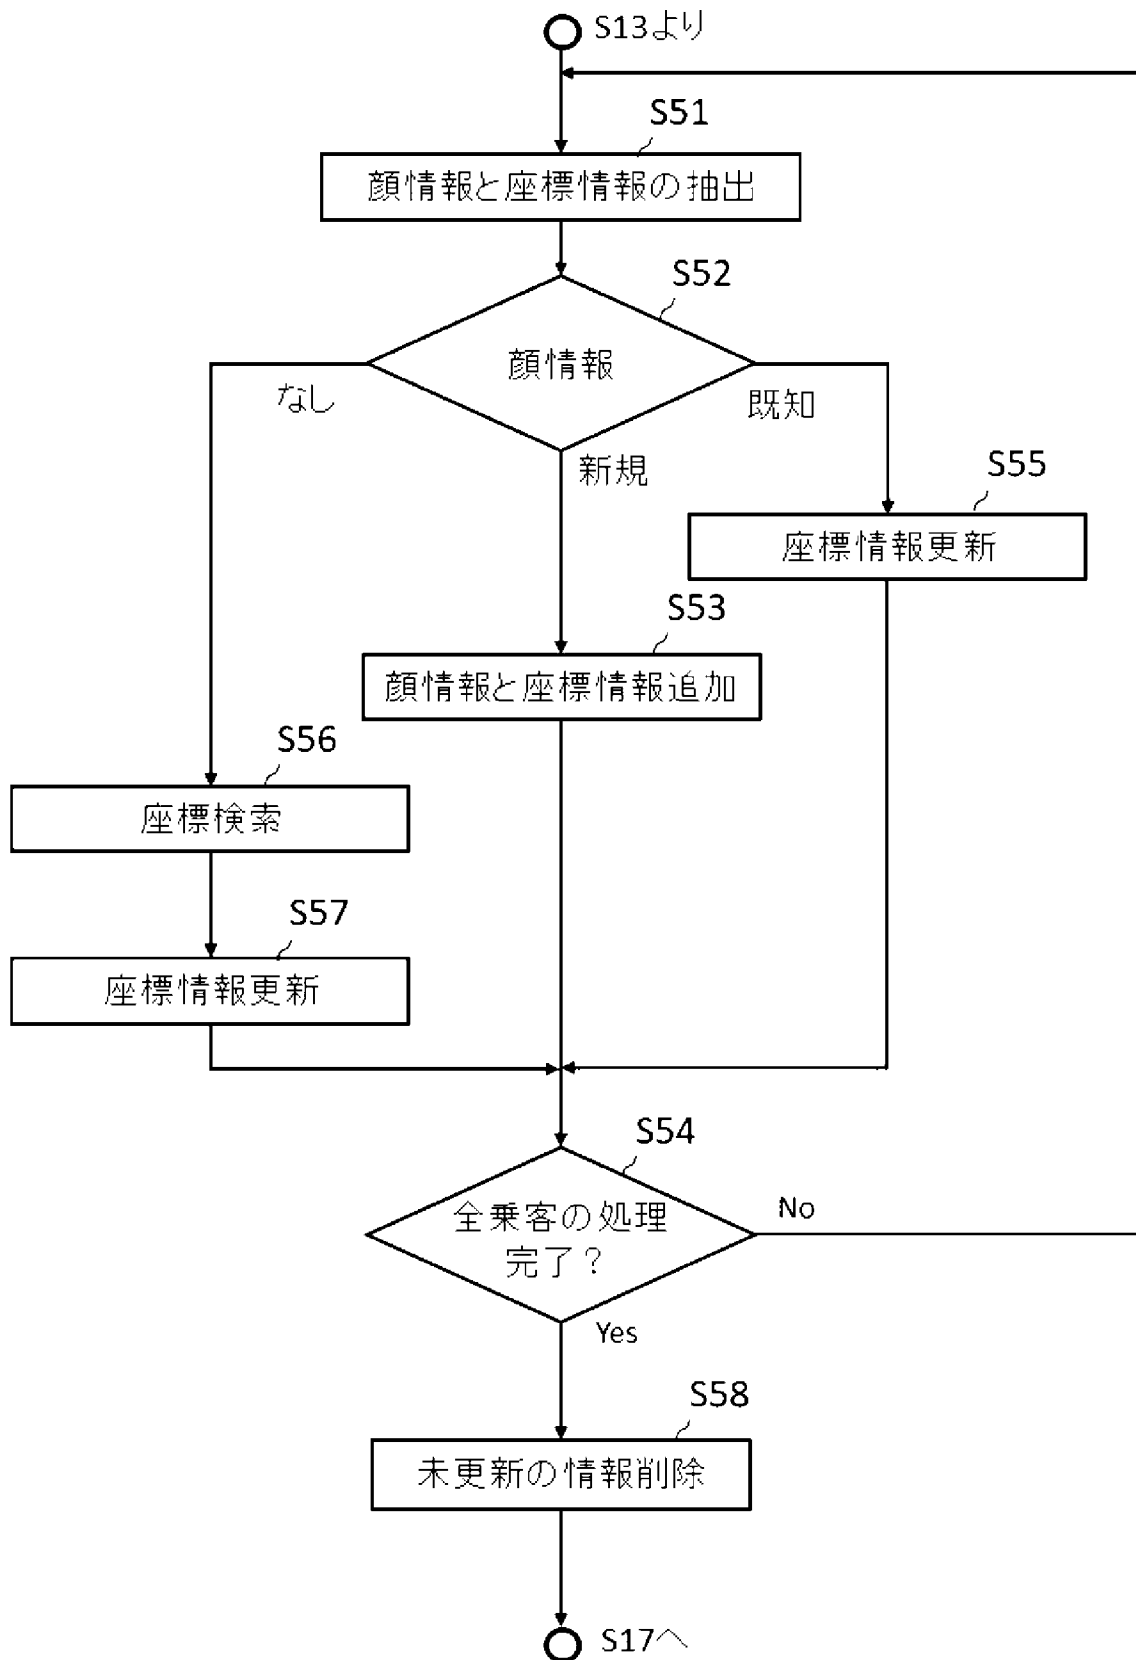 S13より
S51
顔情報と座標情報の抽出
S52
顔情報
なし
既知
新規
S55
座標情報更新
S53
顔情報と座標情報追加
S56
座標検索
S57
座標情報更新
S54
全乗客の処理
完了?
No
Yes
S58
未更新の情報削除
S17へ